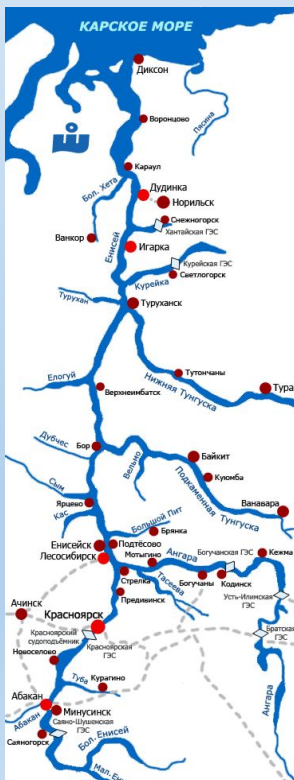 КАРСКОЕ МОРЕ
Диксон
Пясина
Воронцово
Караул
Бол. Хета
Дудинка
Норильск
Снежногорск
Хантайская ГЭС
Ванкор
Енисей
Игарка
Курейская ГЭС
Курейка
Светлогорск
Турухан
Туруханск
Тутончаны
Нижняя Тунгуска
Тура
Елогуй
Верхнеимбатск
Дубчес
Бор
Вельмо
Байкит
Куюмба
Подкаменная Тунгуска
Ванавара
Сым
Ярцево
Кас
Большой Пит
Брянка
Енисейск
Подтёсово
Лесосибирск
Мотыгино
Ангара
Богучанская ГЭС
Кежма
Стрелка
Тасеева
Богучаны
Кодинск
Усть-Илимская ГЭС
Предивинск
Ачинск
Красноярск
Красноярский
судоподъёмник
Красноярская
ГЭС
Братская
ГЭС
Новоселово
Туба
Курагино
Ангара
Абакан
Абакан
Минусинск
Саяно-Шушенская
ГЭС
Саяногорск
Бол. Енисей
Мал. Ен